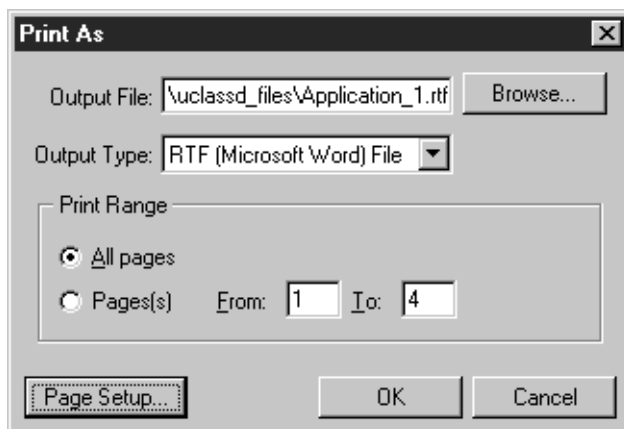 Print As
Output File: \uclassd_files\Application_1.rtf Browse...
Output Type: RTF (Microsoft Word) File
Print Range
All pages
Pages(s) From: 1 To: 4
Page Setup... OK Cancel